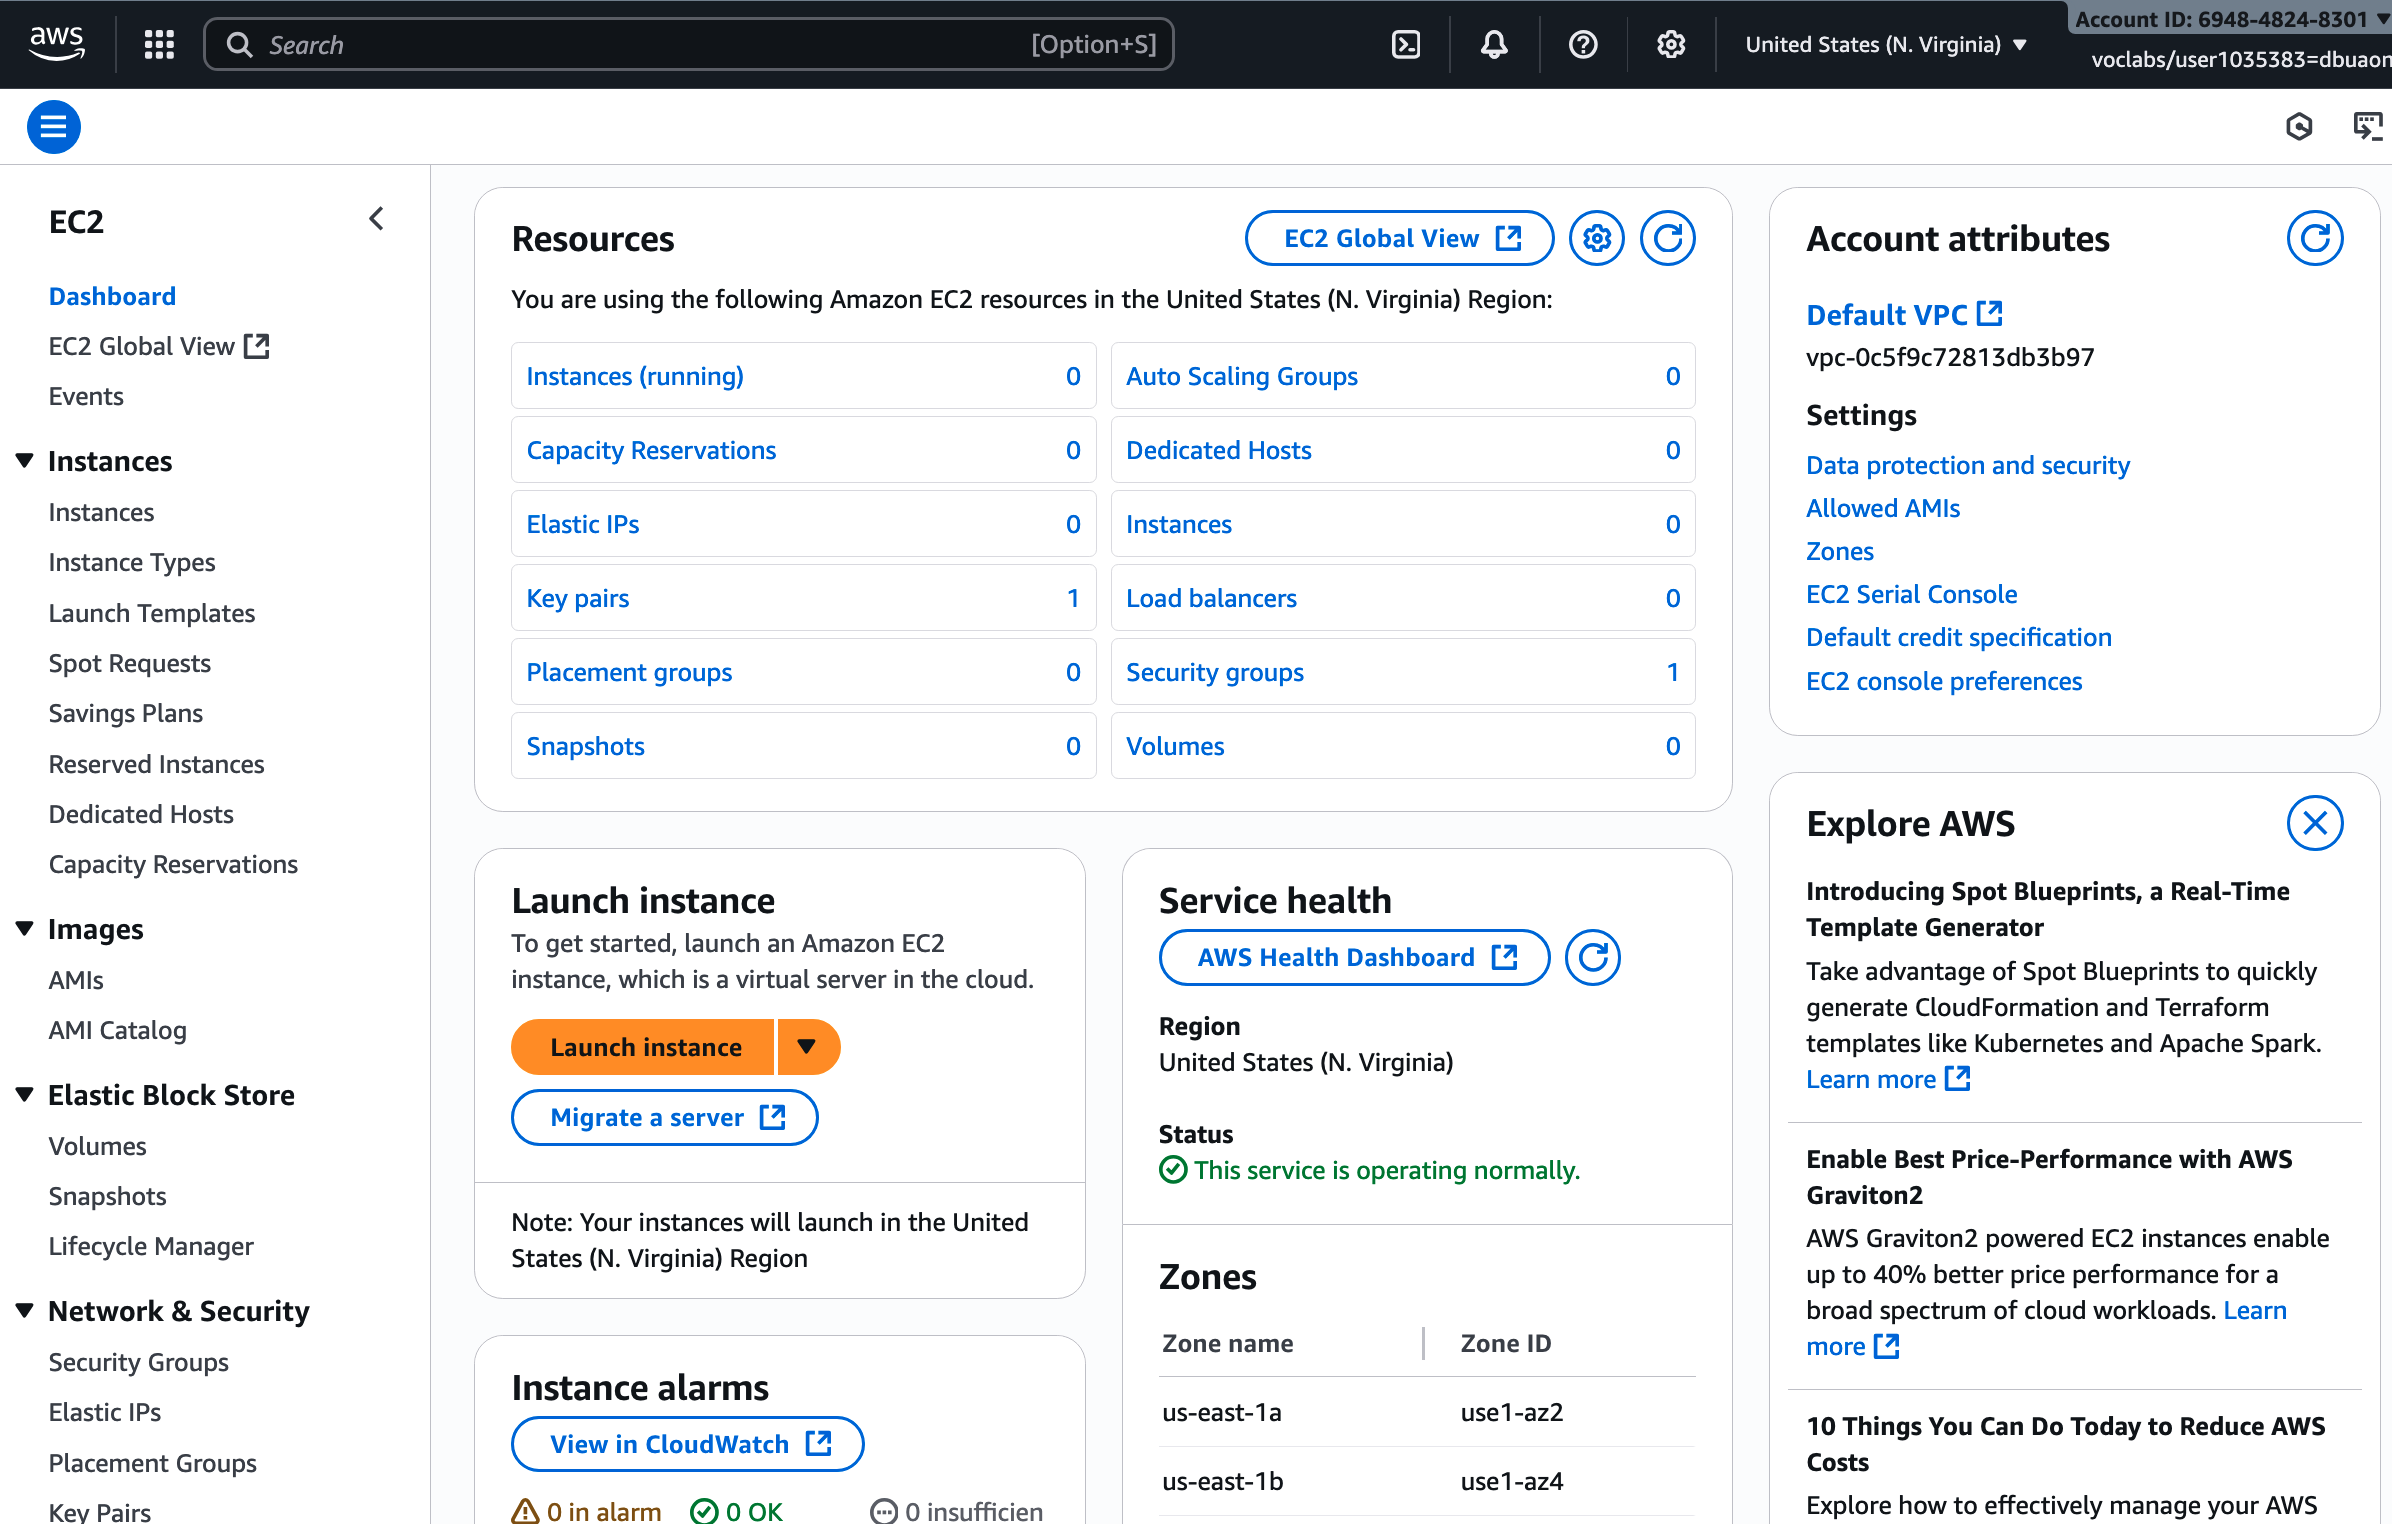 aws
Search
[Option+S]
United States (N. Virginia)
Account ID: 6948-4824-8301
voclabs/user1035383=dbuaon
EC2
Dashboard
EC2 Global View
Events
Instances
Instances
Instance Types
Launch Templates
Spot Requests
Savings Plans
Reserved Instances
Dedicated Hosts
Capacity Reservations
Images
AMIs
AMI Catalog
Elastic Block Store
Volumes
Snapshots
Lifecycle Manager
Network & Security
Security Groups
Elastic IPs
Placement Groups
Key Pairs
Resources
EC2 Global View
You are using the following Amazon EC2 resources in the United States (N. Virginia) Region:
Instances (running) 0
Auto Scaling Groups 0
Capacity Reservations 0
Dedicated Hosts 0
Elastic IPs 0
Instances 0
Key pairs 1
Load balancers 0
Placement groups 0
Security groups 1
Snapshots 0
Volumes 0
Launch instance
To get started, launch an Amazon EC2
instance, which is a virtual server in the cloud.
Launch instance
Migrate a server
Note: Your instances will launch in the United
States (N. Virginia) Region
Instance alarms
View in CloudWatch
0 in alarm 0 OK 0 insufficien
Service health
AWS Health Dashboard
Region
United States (N. Virginia)
Status
This service is operating normally.
Zones
Zone name Zone ID
us-east-1a use1-az2
us-east-1b use1-az4
Account attributes
Default VPC
vpc-0c5f9c72813db3b97
Settings
Data protection and security
Allowed AMIs
Zones
EC2 Serial Console
Default credit specification
EC2 console preferences
Explore AWS
Introducing Spot Blueprints, a Real-Time
Template Generator
Take advantage of Spot Blueprints to quickly
generate CloudFormation and Terraform
templates like Kubernetes and Apache Spark.
Learn more
Enable Best Price-Performance with AWS
Graviton2
AWS Graviton2 powered EC2 instances enable
up to 40% better price performance for a
broad spectrum of cloud workloads. Learn
more
10 Things You Can Do Today to Reduce AWS
Costs
Explore how to effectively manage your AWS